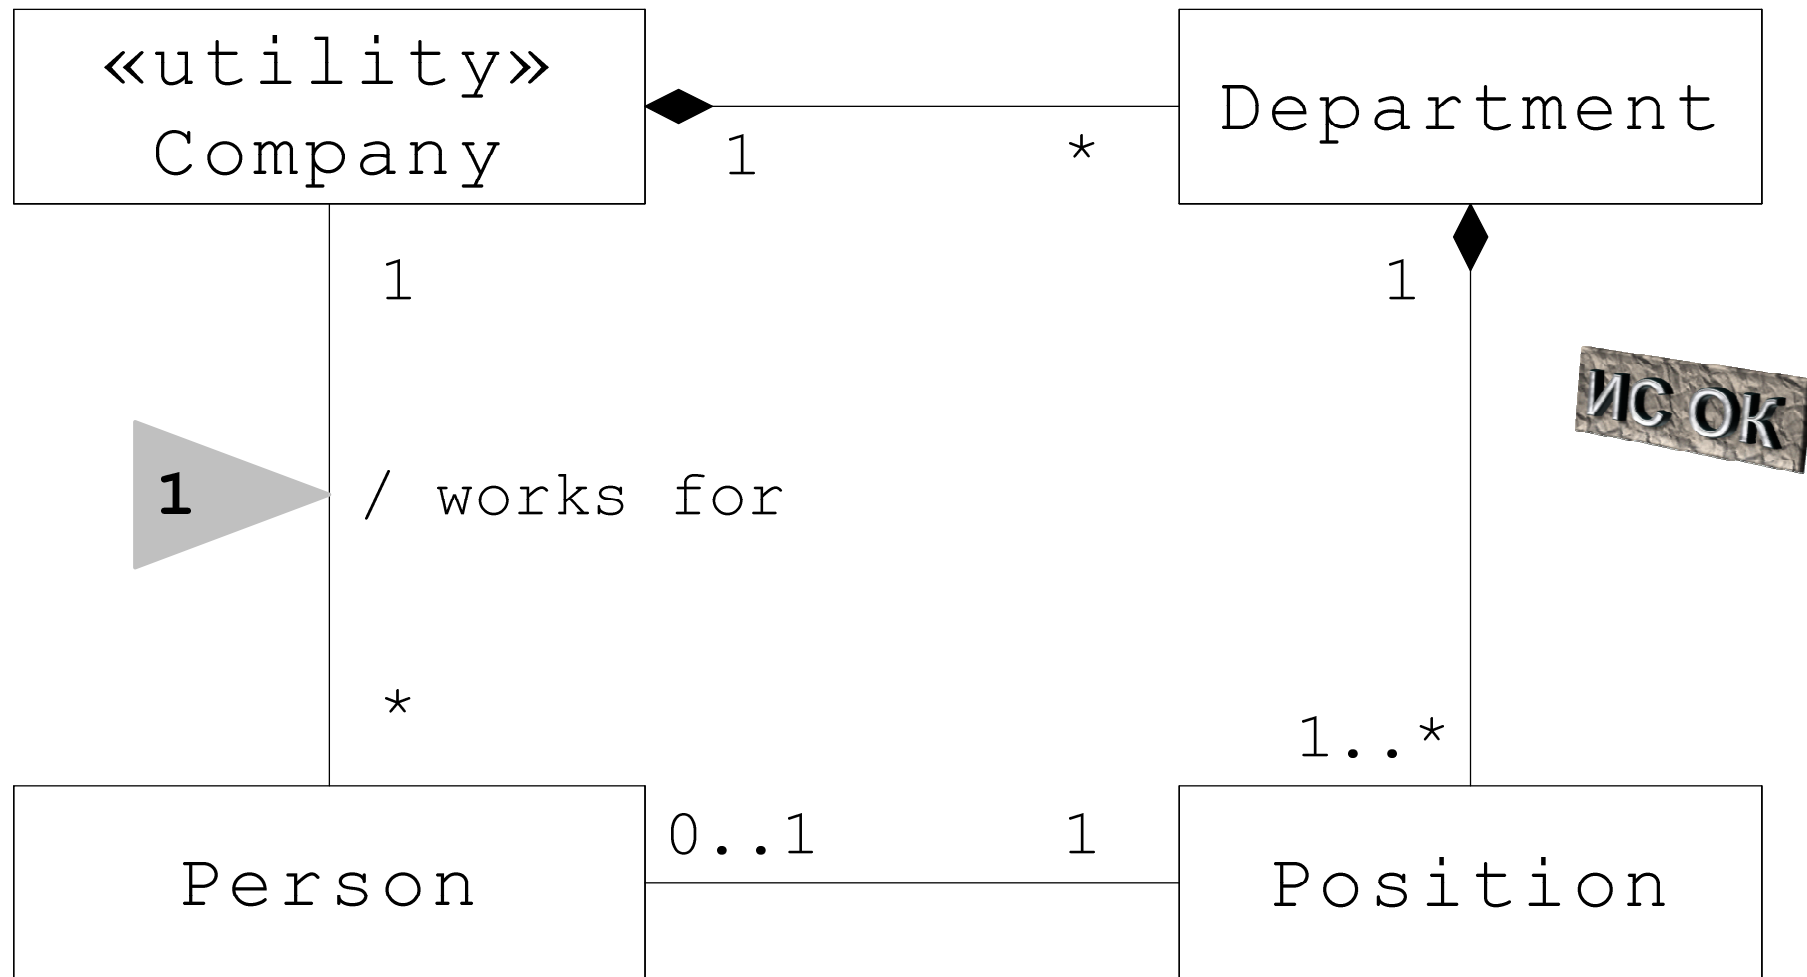 «utility»
Company
Department
1
*
1
1
ИС ОК
1
/ works for
*
1..*
0..1
1
Person
Position